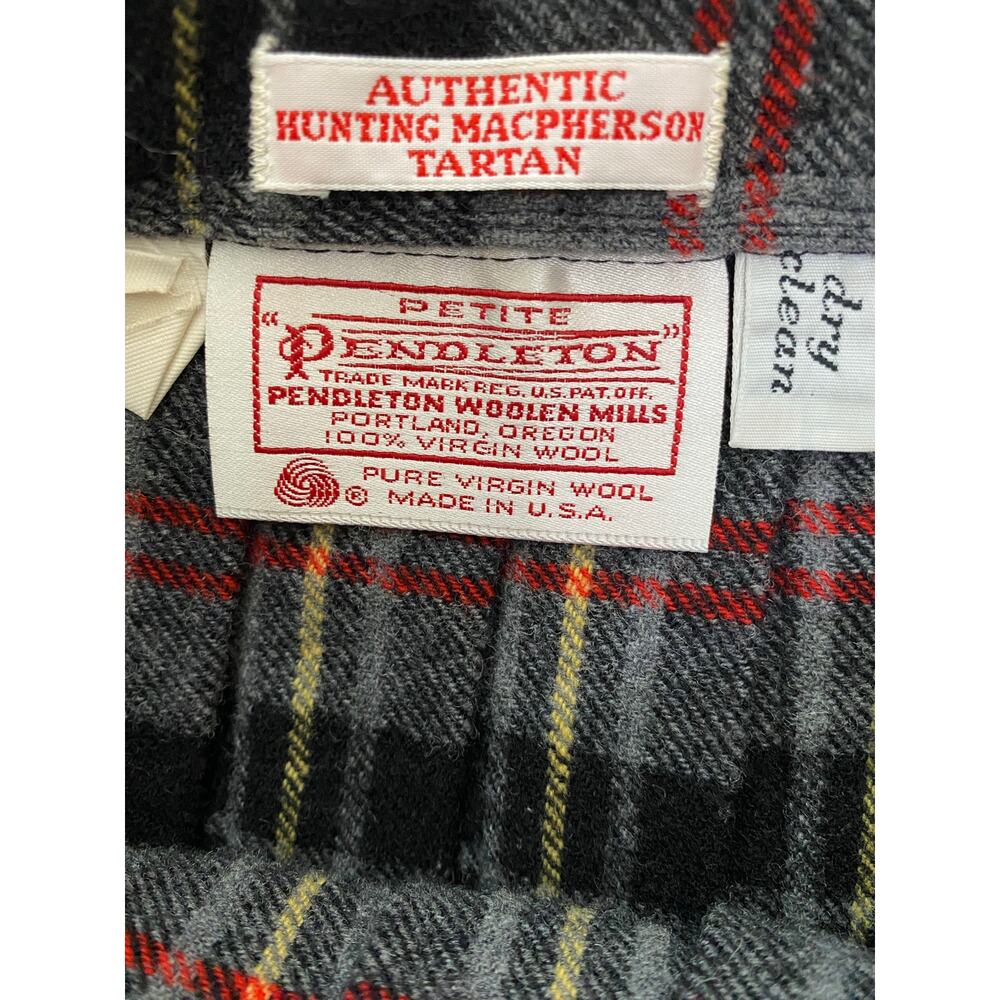 AUTHENTIC
HUNTING MACPHERSON
TARTAN
PETITE
"PENDLETON"
TRADE MARK REG. U.S. PAT. OFF.
PENDLETON WOOLEN MILLS
PORTLAND, OREGON
100% VIRGIN WOOL
® PURE VIRGIN WOOL
MADE IN U.S.A.
dry
clean